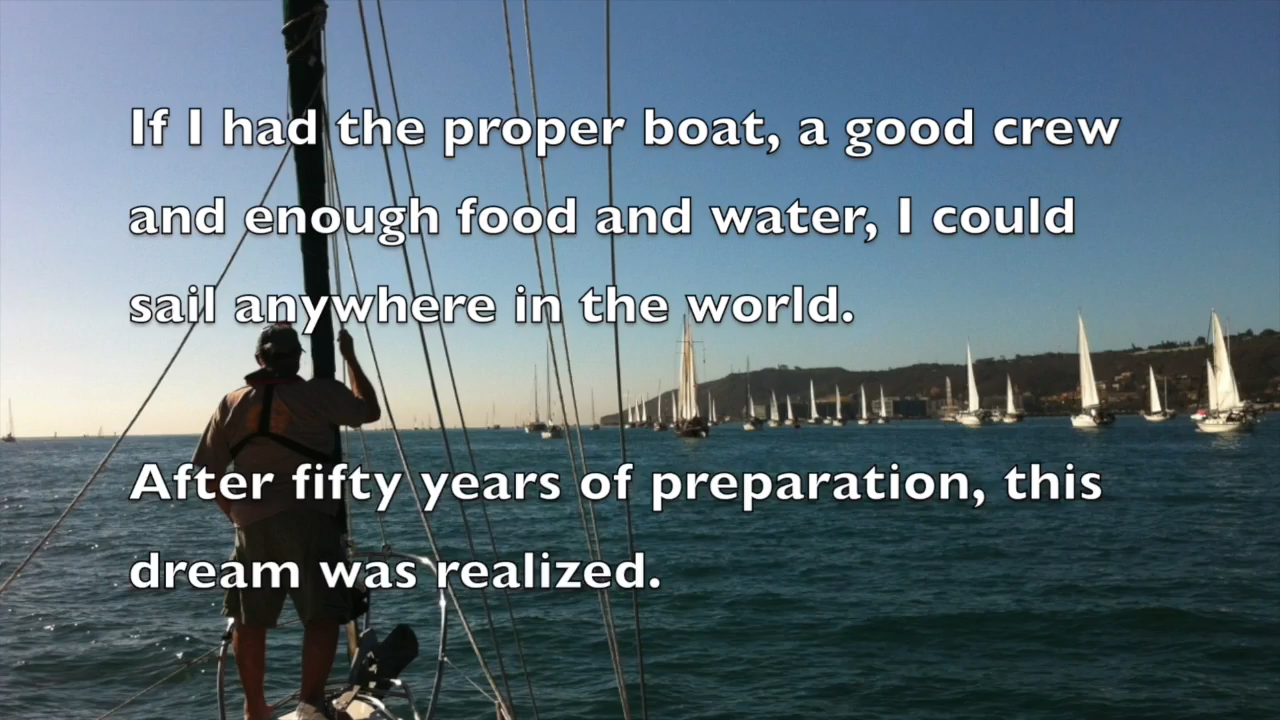 If I had the proper boat, a good crew
and enough food and water, I could
sail anywhere in the world.
After fifty years of preparation, this
dream was realized.